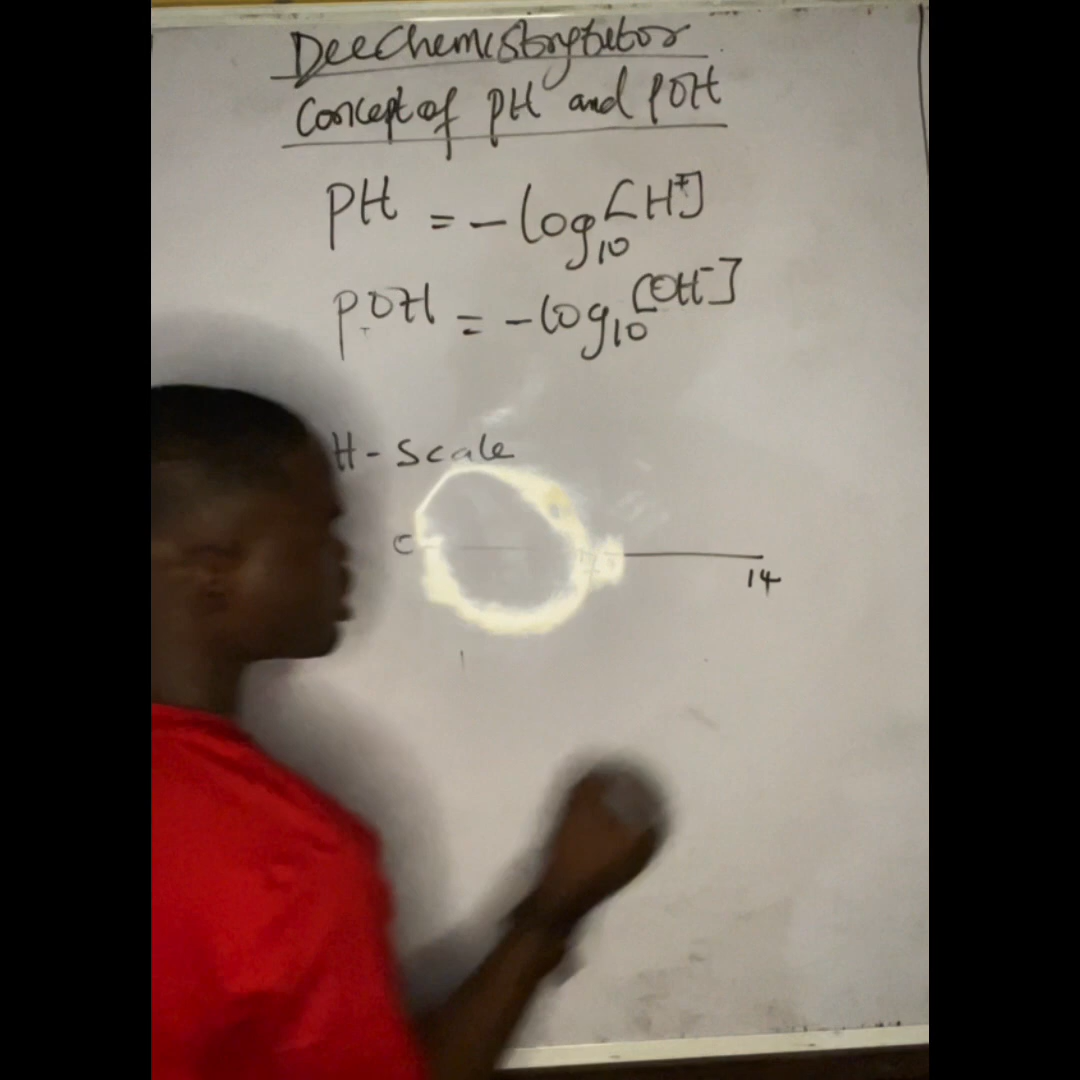 DeeChemistrytutor
Concept of PH and POH
PH = -log₁₀[H⁺]
POH = -log₁₀[OH⁻]
H-Scale
14